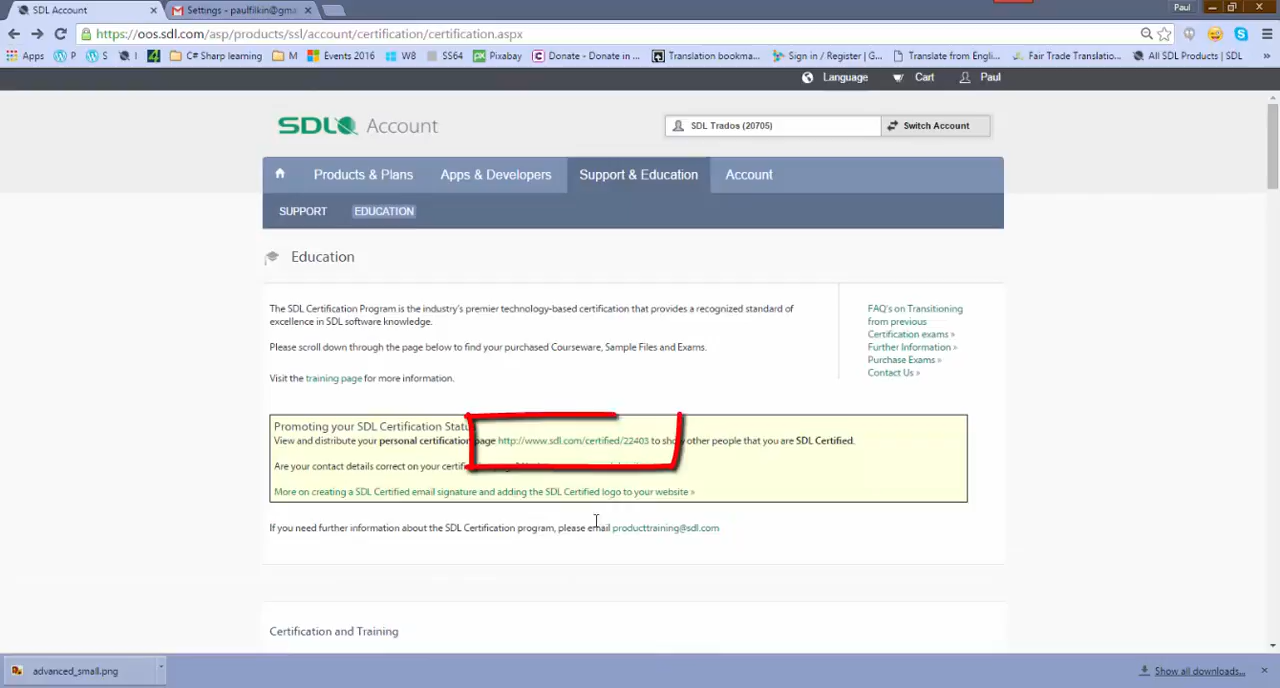 SDL Account
Settings - paulfilkin@gma
Paul
https://oos.sdl.com/asp/products/ssl/account/certification/certification.aspx
Apps
P
S
I
C# Sharp learning
M
Events 2016
W8
SS64
Pixabay
Donate - Donate in ...
Translation bookma...
Sign in / Register | G...
Translate from Engli...
Fair Trade Translatio...
All SDL Products | SDL
»
Language
Cart
Paul
SDL Account
SDL Trados (20705)
Switch Account
Products & Plans
Apps & Developers
Support & Education
Account
SUPPORT
EDUCATION
Education
The SDL Certification Program is the industry's premier technology-based certification that provides a recognized standard of
excellence in SDL software knowledge.
Please scroll down through the page below to find your purchased Courseware, Sample Files and Exams.
Visit the training page for more information.
FAQ's on Transitioning
from previous
Certification exams »
Further Information »
Purchase Exams »
Contact Us »
Promoting your SDL Certification Statu
View and distribute your personal certification page http://www.sdl.com/certified/22403 to show other people that you are SDL Certified.
Are your contact details correct on your certific
More on creating a SDL Certified email signature and adding the SDL Certified logo to your website »
If you need further information about the SDL Certification program, please email producttraining@sdl.com
Certification and Training
advanced_small.png
Show all downloads...